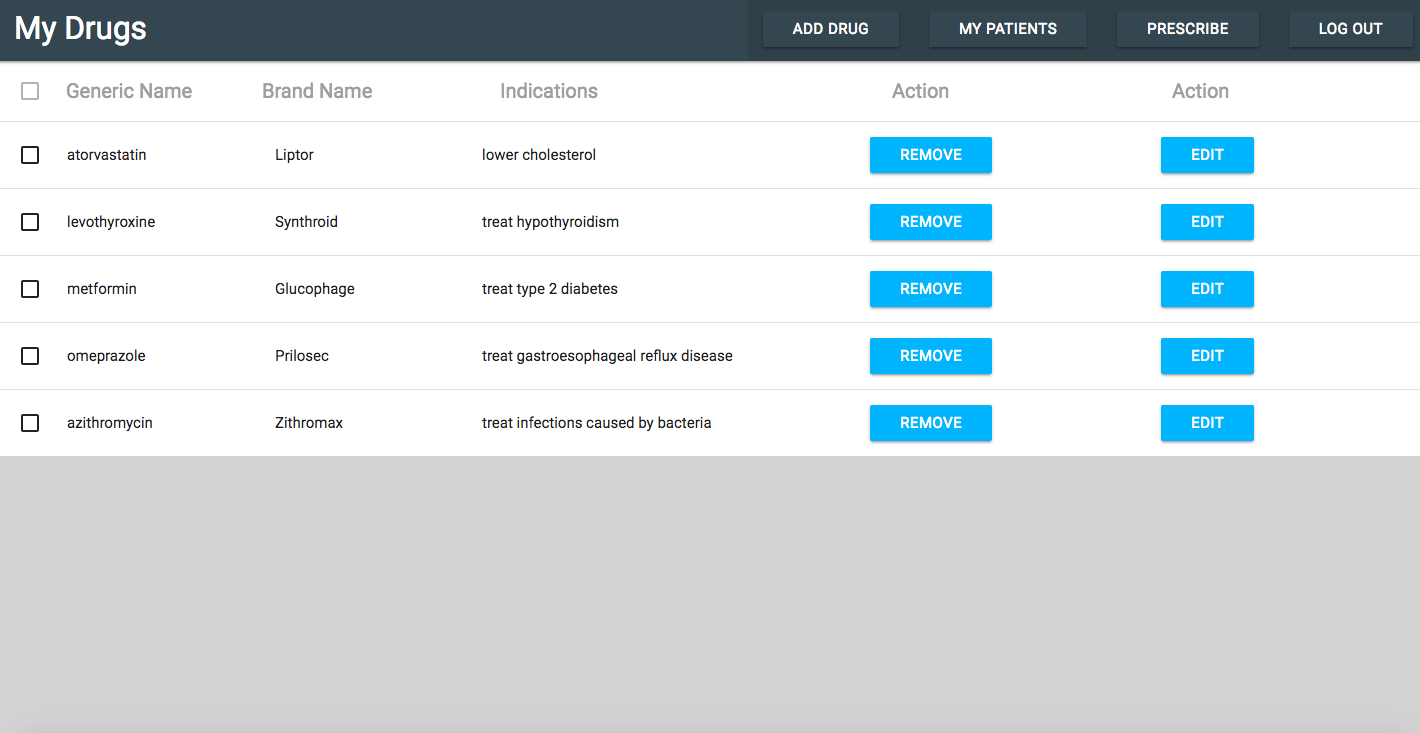 My Drugs ADD DRUG MY PATIENTS PRESCRIBE LOG OUT
Generic Name Brand Name Indications Action Action
atorvastatin Liptor lower cholesterol REMOVE EDIT
levothyroxine Synthroid treat hypothyroidism REMOVE EDIT
metformin Glucophage treat type 2 diabetes REMOVE EDIT
omeprazole Prilosec treat gastroesophageal reflux disease REMOVE EDIT
azithromycin Zithromax treat infections caused by bacteria REMOVE EDIT